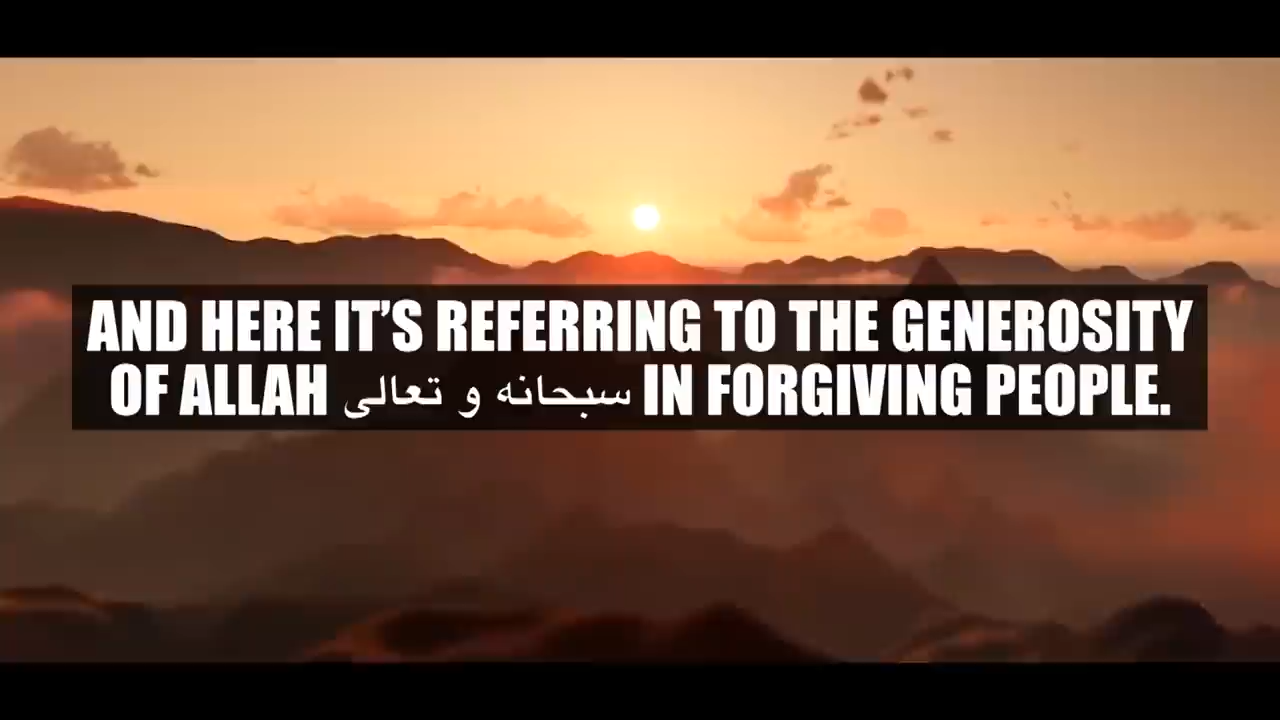 AND HERE IT’S REFERRING TO THE GENEROSITY
OF ALLAH سبحانه و تعالى IN FORGIVING PEOPLE.